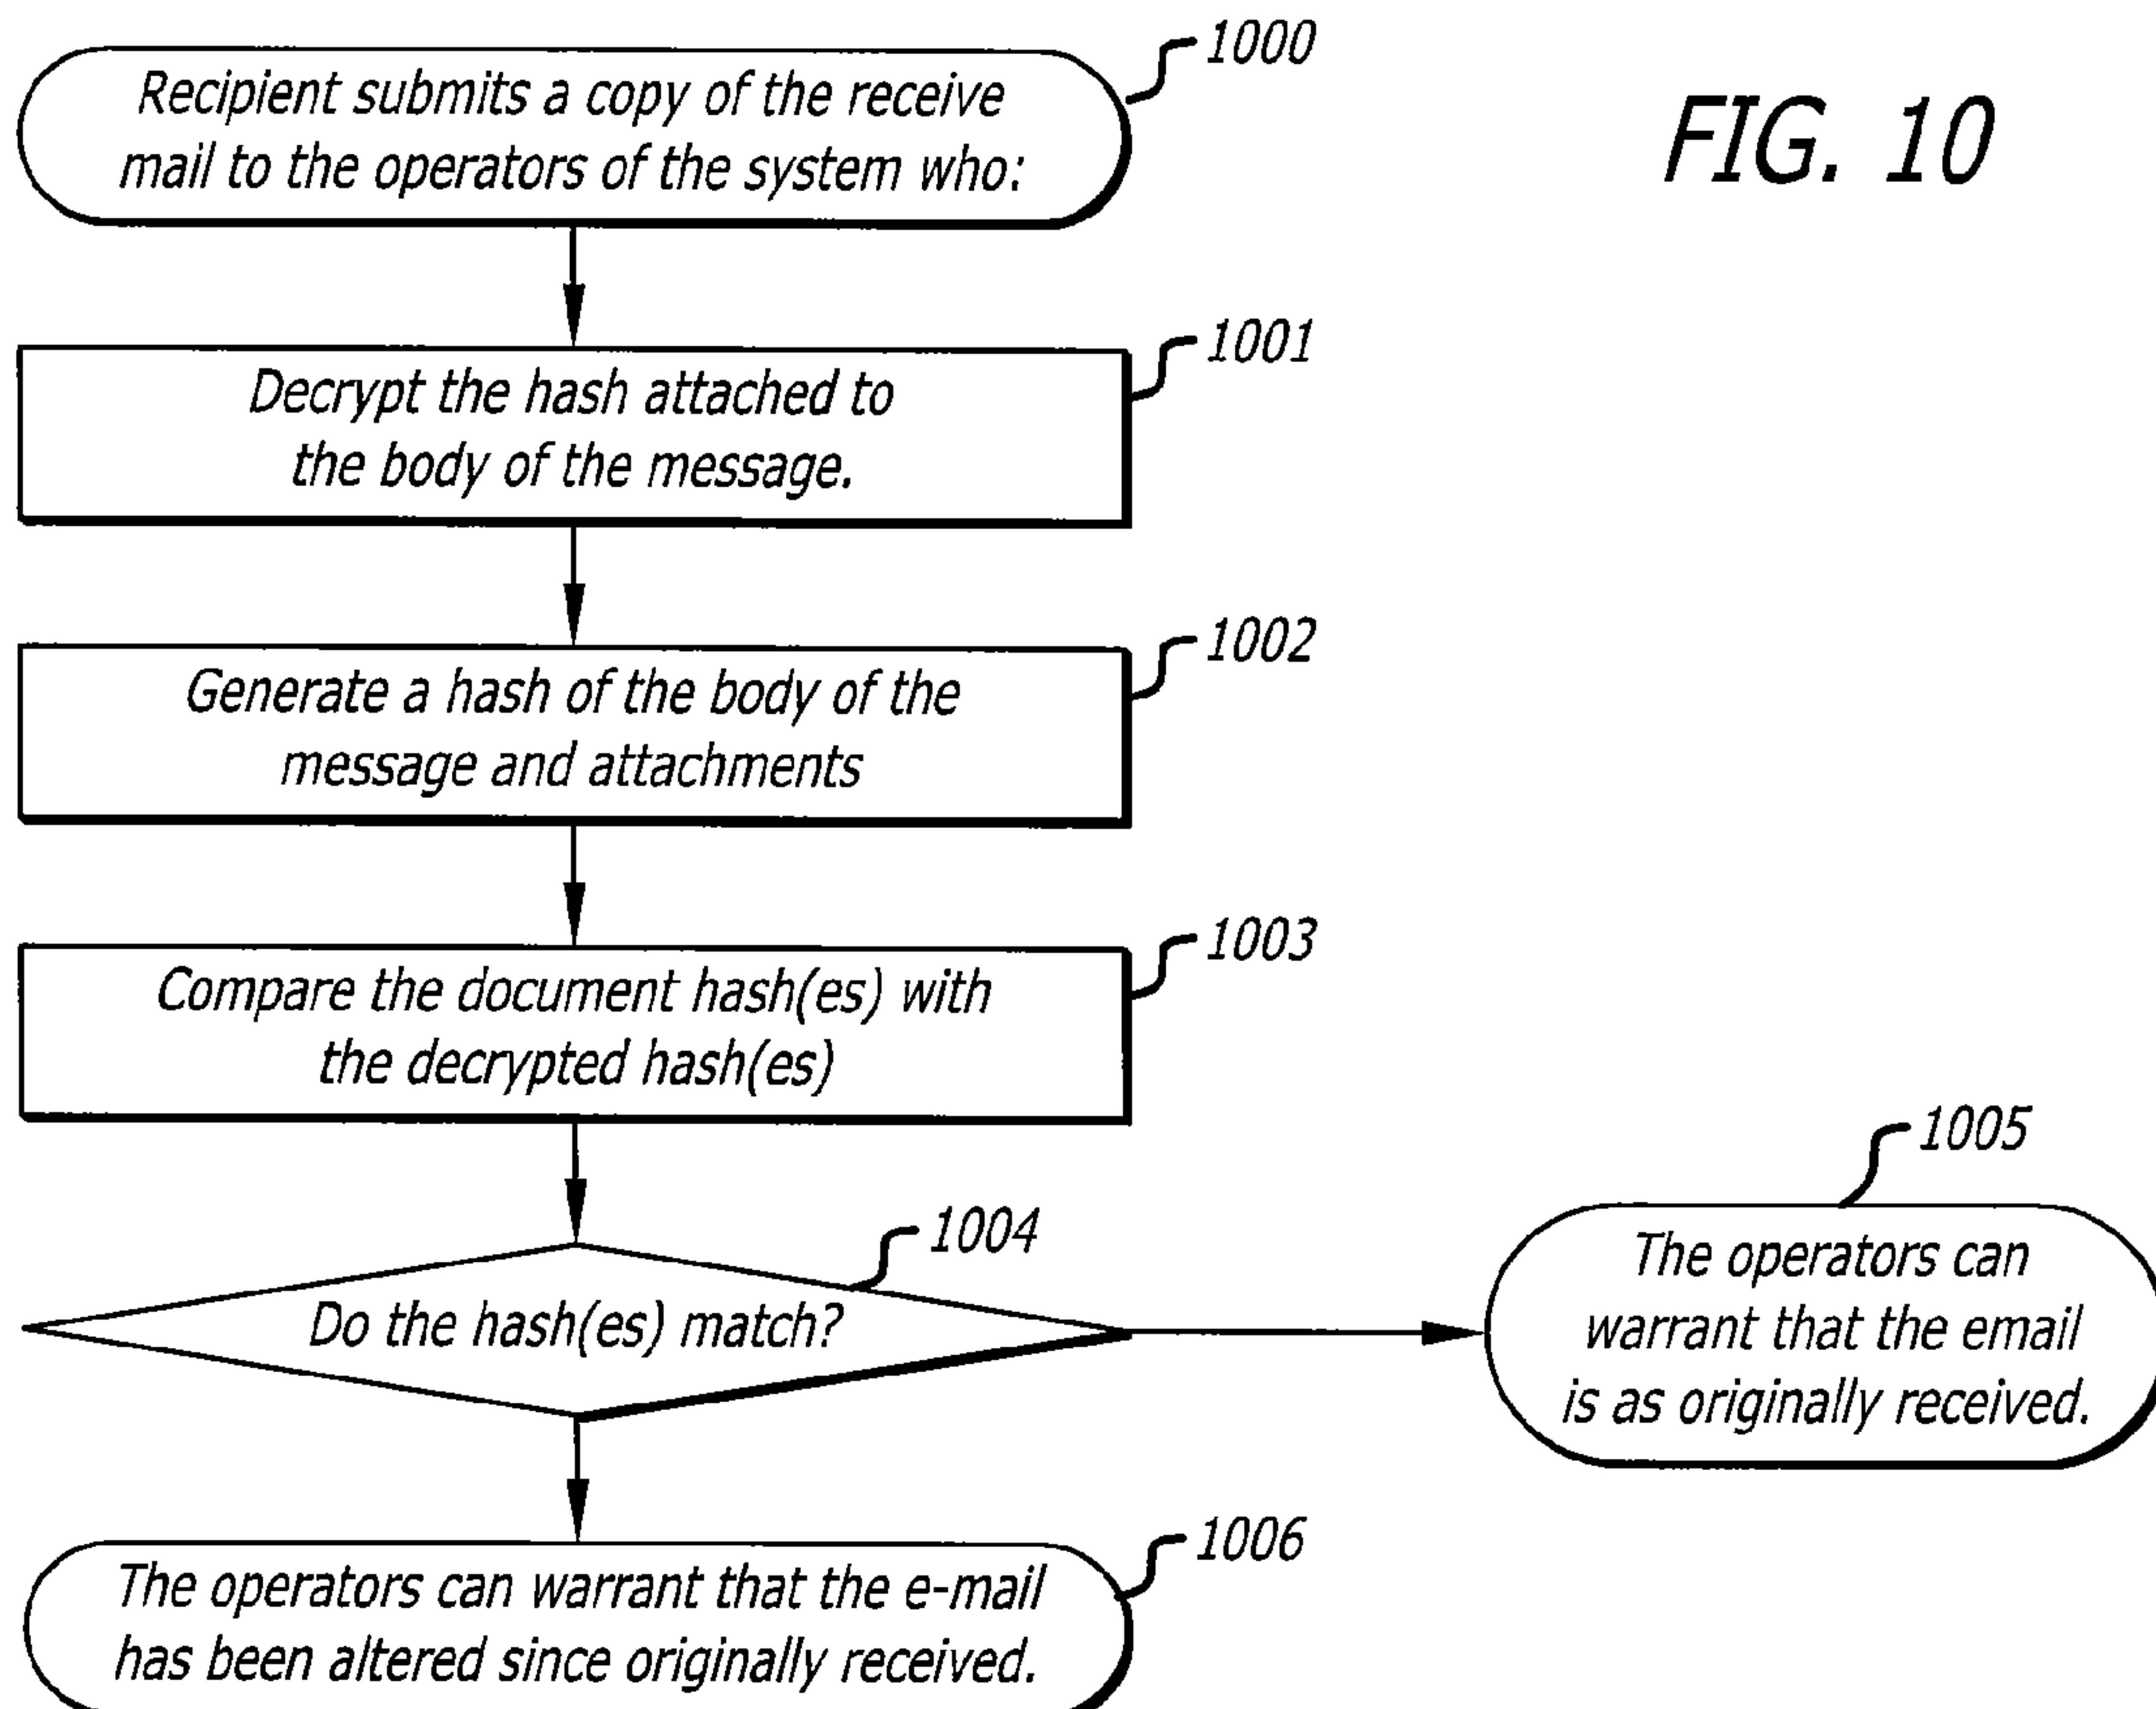 1000
FIG. 10
Recipient submits a copy of the receive
mail to the operators of the system who:
1001
Decrypt the hash attached to
the body of the message.
1002
Generate a hash of the body of the
message and attachments
1003
Compare the document hash(es) with
the decrypted hash(es)
1004
Do the hash(es) match?
1005
The operators can
warrant that the email
is as originally received.
1006
The operators can warrant that the e-mail
has been altered since originally received.